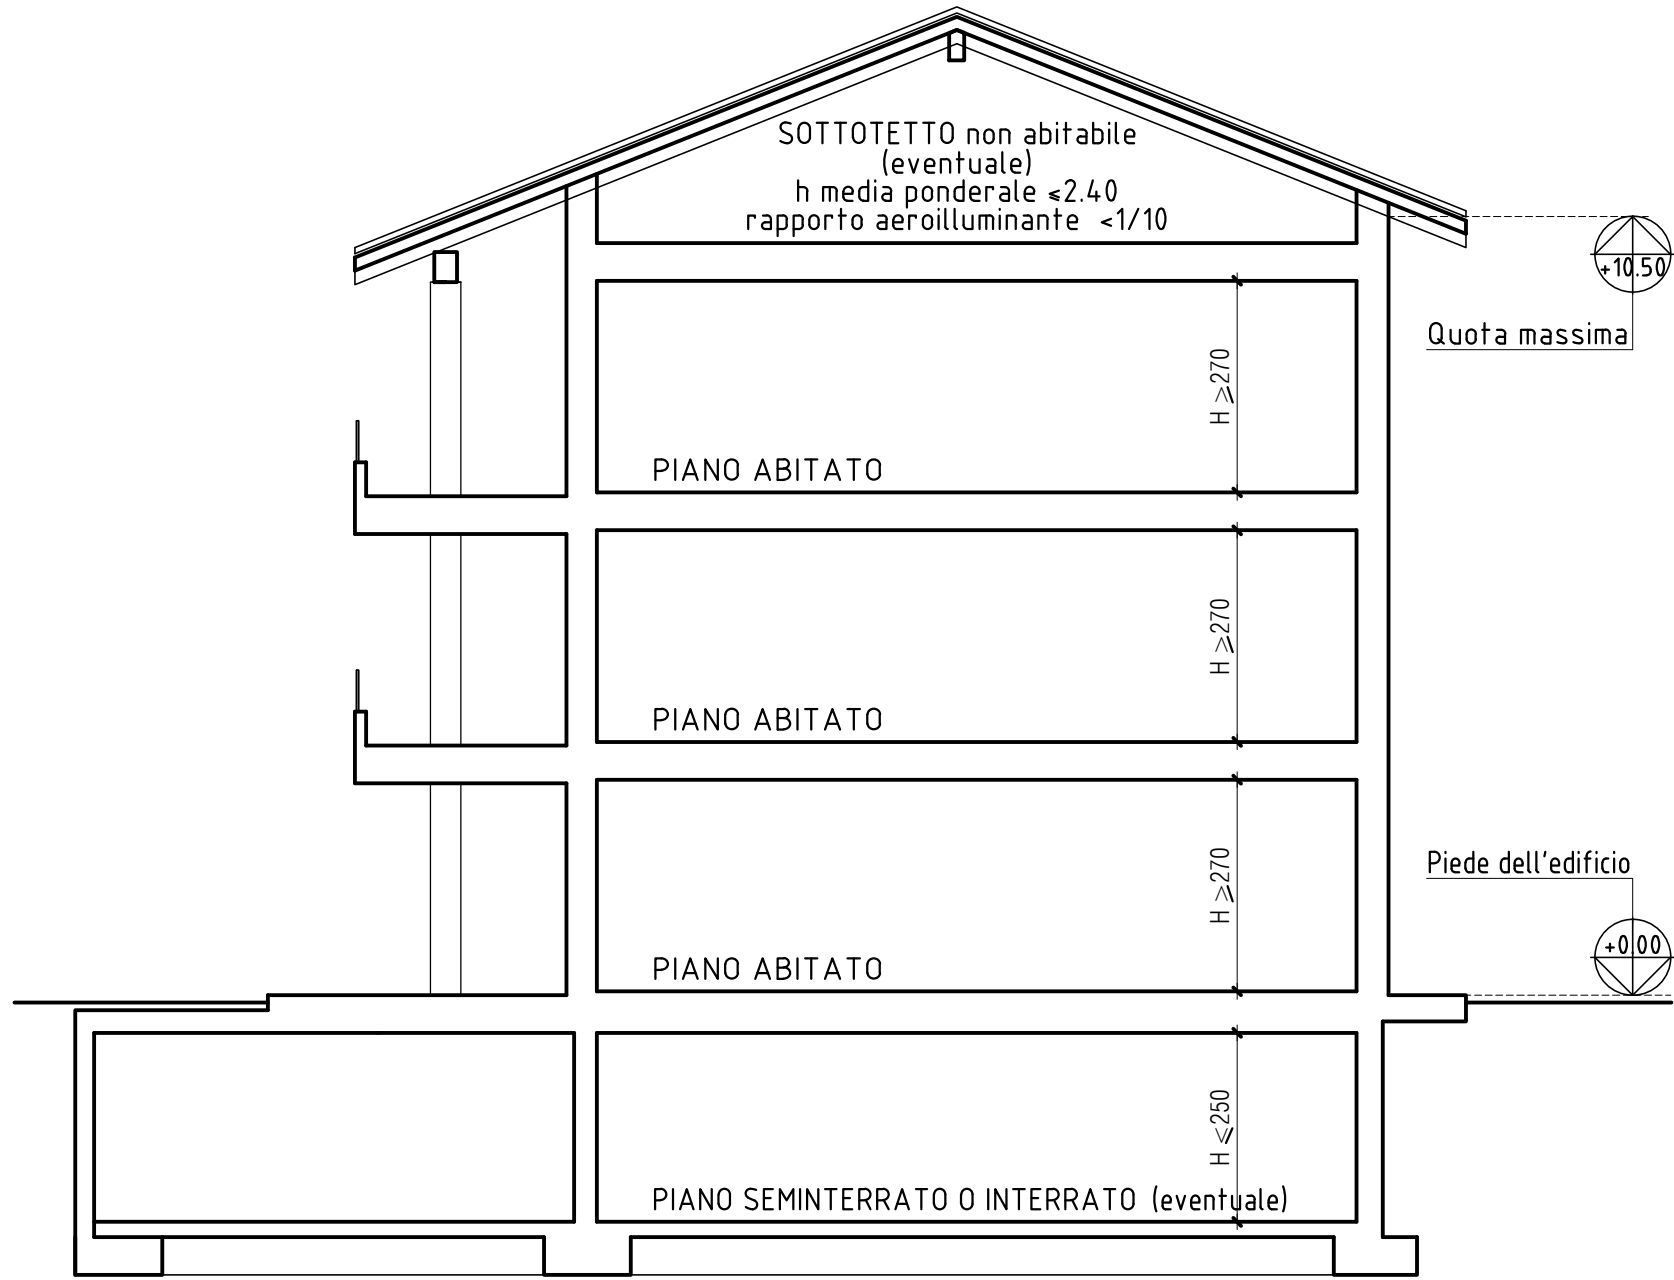 SOTTOTETTO non abitabile
(eventuale)
h media ponderale ≤2.40
rapporto aeroilluminante <1/10
+10.50
Quota massima
H ≥270
PIANO ABITATO
H ≥270
PIANO ABITATO
H ≥270
PIANO ABITATO
Piede dell'edificio
+0.00
H ≤250
PIANO SEMINTERRATO O INTERRATO (eventuale)